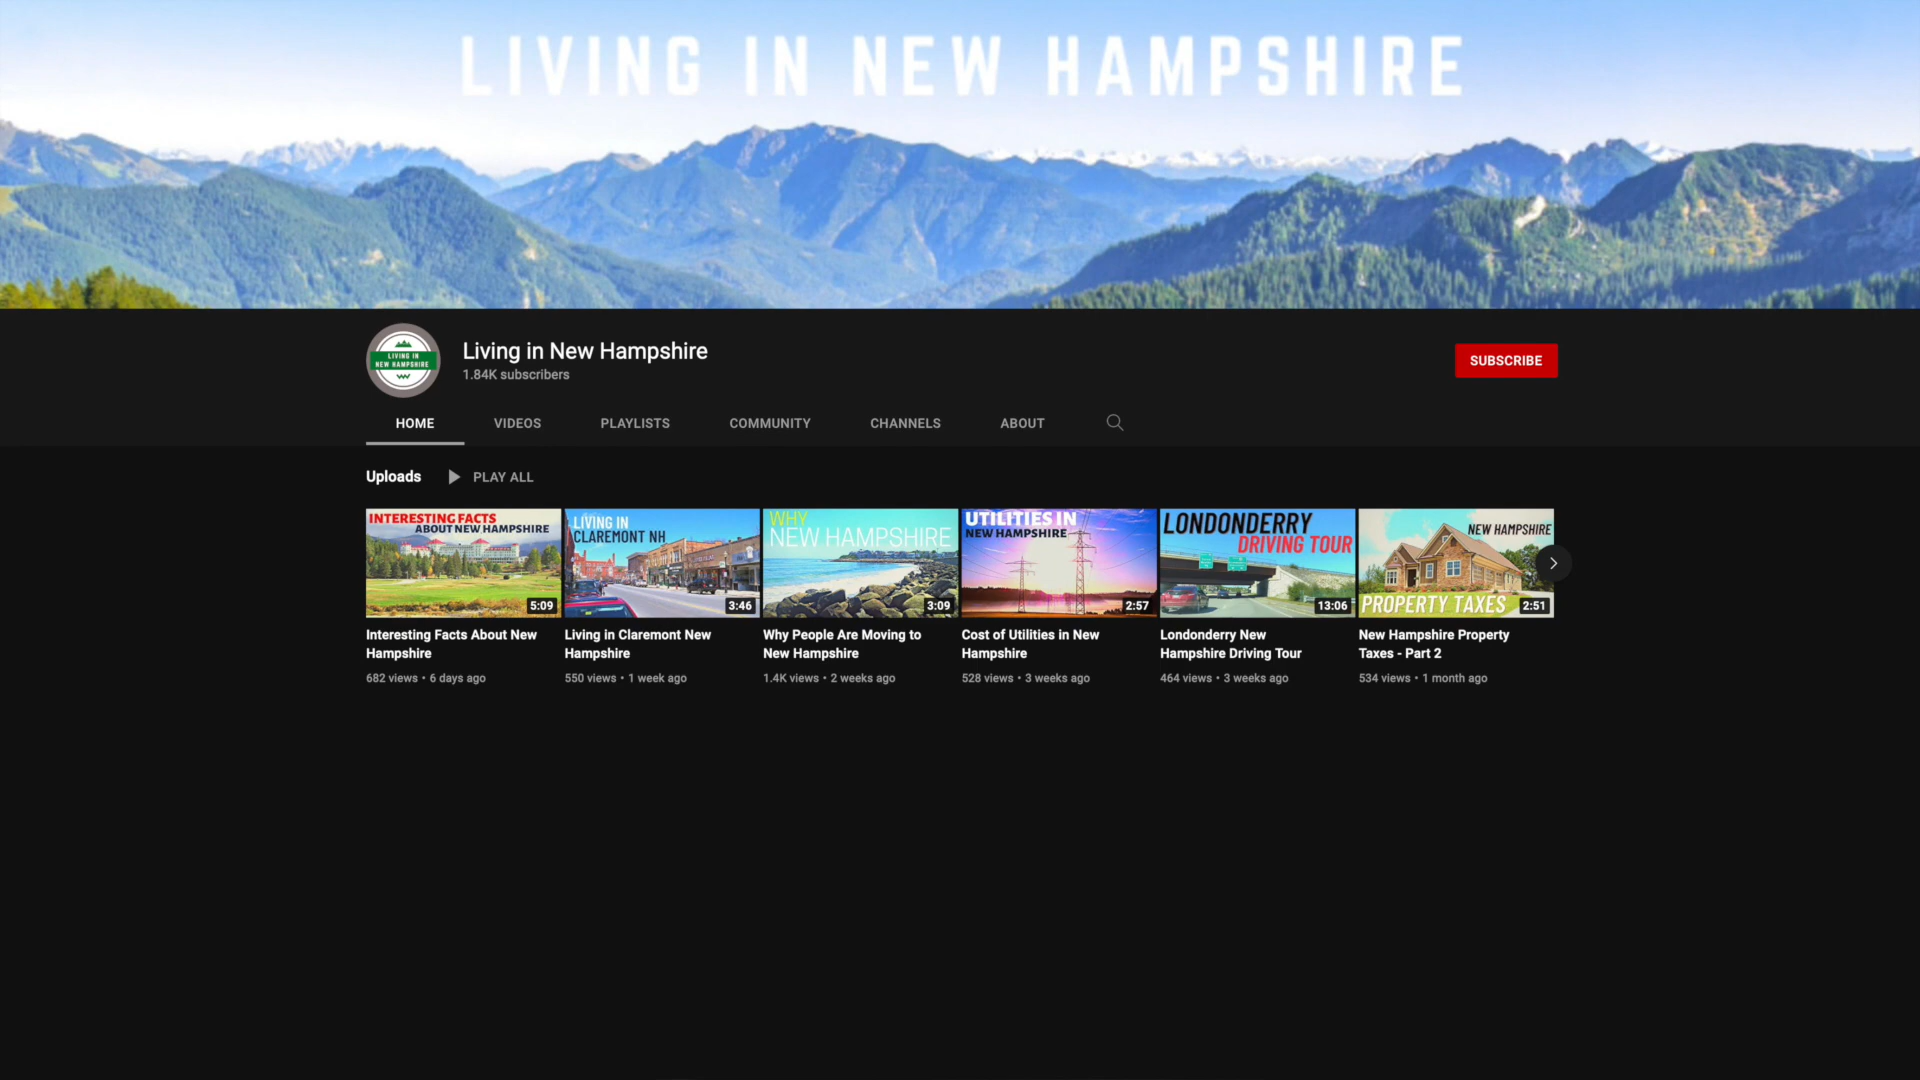 LIVING IN NEW HAMPSHIRE
LIVING IN
NEW HAMPSHIRE
Living in New Hampshire
1.84K subscribers
SUBSCRIBE
HOME VIDEOS PLAYLISTS COMMUNITY CHANNELS ABOUT
Uploads PLAY ALL
INTERESTING FACTS
ABOUT NEW HAMPSHIRE
5:09
LIVING IN
CLAREMONT NH
3:46
WHY
NEW HAMPSHIRE
3:09
UTILITIES IN
NEW HAMPSHIRE
2:57
LONDONDERRY
DRIVING TOUR
13:06
NEW HAMPSHIRE
PROPERTY TAXES
2:51
Interesting Facts About New
Hampshire
682 views • 6 days ago
Living in Claremont New
Hampshire
550 views • 1 week ago
Why People Are Moving to
New Hampshire
1.4K views • 2 weeks ago
Cost of Utilities in New
Hampshire
528 views • 3 weeks ago
Londonderry New
Hampshire Driving Tour
464 views • 3 weeks ago
New Hampshire Property
Taxes - Part 2
534 views • 1 month ago